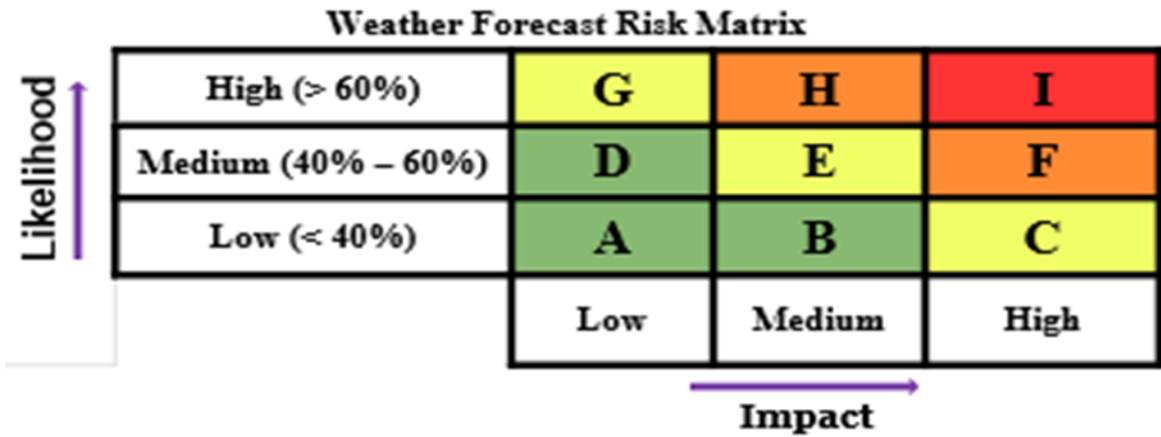 Weather Forecast Risk Matrix
Likelihood
High (> 60%) G H I
Medium (40% – 60%) D E F
Low (< 40%) A B C
Low Medium High
Impact